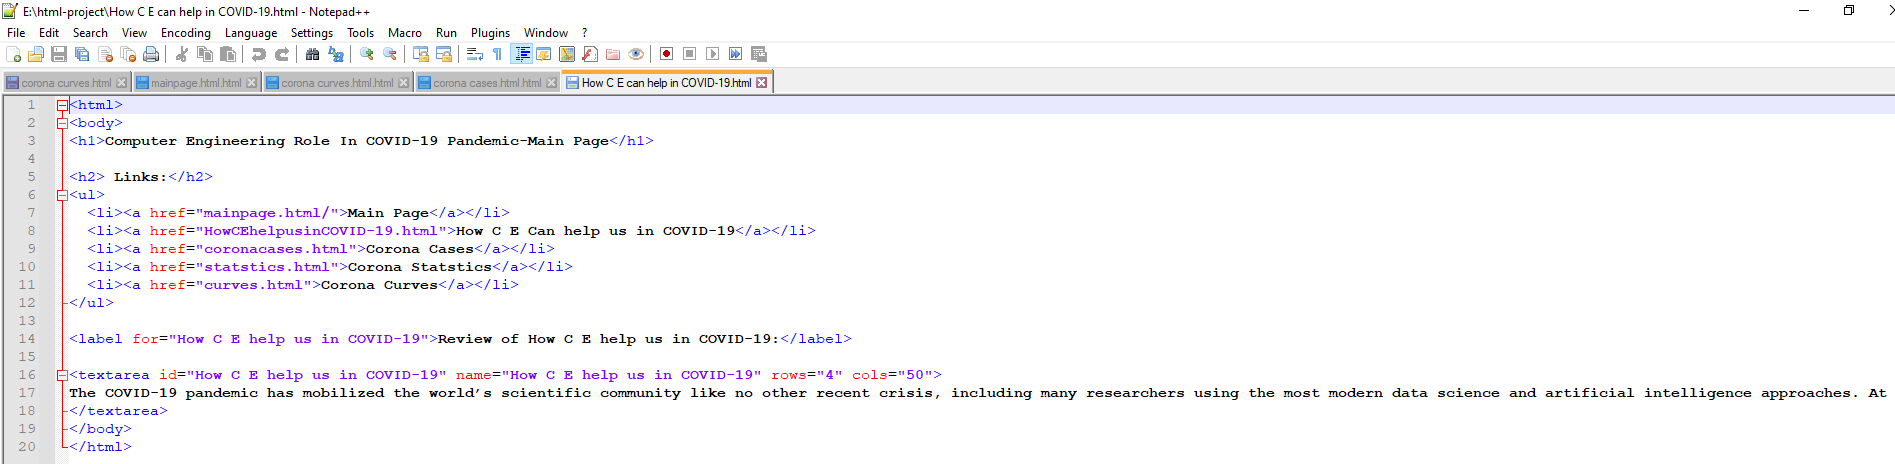 E:\html-project\How C E can help in COVID-19.html - Notepad++
File Edit Search View Encoding Language Settings Tools Macro Run Plugins Window ?
corona curves.html mainpage.html.html corona curves.html.html corona cases.html.html How C E can help in COVID-19.html
1 <html>
2 <body>
3 <h1>Computer Engineering Role In COVID-19 Pandemic-Main Page</h1>
4
5 <h2> Links:</h2>
6 <ul>
7 <li><a href="mainpage.html/">Main Page</a></li>
8 <li><a href="HowCEhelpusinCOVID-19.html">How C E Can help us in COVID-19</a></li>
9 <li><a href="coronacases.html">Corona Cases</a></li>
10 <li><a href="statstics.html">Corona Statstics</a></li>
11 <li><a href="curves.html">Corona Curves</a></li>
12 </ul>
13
14 <label for="How C E help us in COVID-19">Review of How C E help us in COVID-19:</label>
15
16 <textarea id="How C E help us in COVID-19" name="How C E help us in COVID-19" rows="4" cols="50">
17 The COVID-19 pandemic has mobilized the world’s scientific community like no other recent crisis, including many researchers using the most modern data science and artificial intelligence approaches. At
18 </textarea>
19 </body>
20 </html>